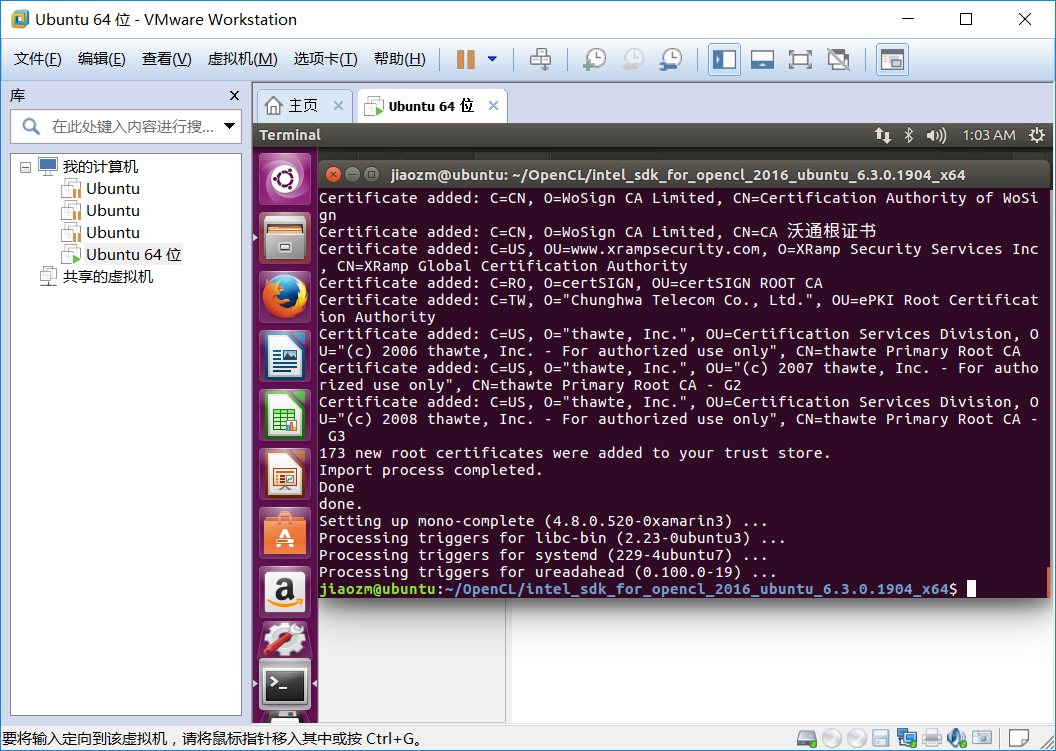 Ubuntu 64 位 - VMware Workstation
文件(F) 编辑(E) 查看(V) 虚拟机(M) 选项卡(T) 帮助(H)
库
在此处键入内容进行搜...
我的计算机
Ubuntu
Ubuntu
Ubuntu
Ubuntu 64 位
共享的虚拟机
主页
Ubuntu 64 位
Terminal
1:03 AM
jiaozm@ubuntu: ~/OpenCL/intel_sdk_for_opencl_2016_ubuntu_6.3.0.1904_x64
Certificate added: C=CN, O=WoSign CA Limited, CN=Certification Authority of WoSi
gn
Certificate added: C=CN, O=WoSign CA Limited, CN=CA 沃通根证书
Certificate added: C=US, OU=www.xrampsecurity.com, O=XRamp Security Services Inc
, CN=XRamp Global Certification Authority
Certificate added: C=RO, O=certSIGN, OU=certSIGN ROOT CA
Certificate added: C=TW, O="Chunghwa Telecom Co., Ltd.", OU=ePKI Root Certificat
ion Authority
Certificate added: C=US, O="thawte, Inc.", OU=Certification Services Division, O
U="(c) 2006 thawte, Inc. - For authorized use only", CN=thawte Primary Root CA
Certificate added: C=US, O="thawte, Inc.", OU="(c) 2007 thawte, Inc. - For autho
rized use only", CN=thawte Primary Root CA - G2
Certificate added: C=US, O="thawte, Inc.", OU=Certification Services Division, O
U="(c) 2008 thawte, Inc. - For authorized use only", CN=thawte Primary Root CA -
 G3
173 new root certificates were added to your trust store.
Import process completed.
Done
done.
Setting up mono-complete (4.8.0.520-0xamarin3) ...
Processing triggers for libc-bin (2.23-0ubuntu3) ...
Processing triggers for systemd (229-4ubuntu7) ...
Processing triggers for ureadahead (0.100.0-19) ...
jiaozm@ubuntu:~/OpenCL/intel_sdk_for_opencl_2016_ubuntu_6.3.0.1904_x64$
要将输入定向到该虚拟机，请将鼠标指针移入其中或按 Ctrl+G。